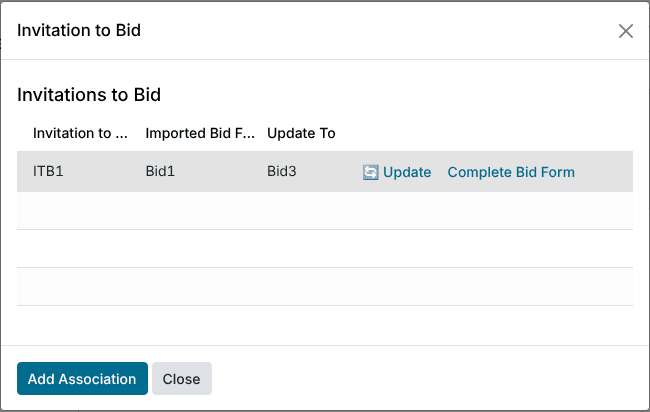 Invitation to Bid
Invitations to Bid
Invitation to ... Imported Bid F... Update To
ITB1 Bid1 Bid3 Update Complete Bid Form
Add Association Close